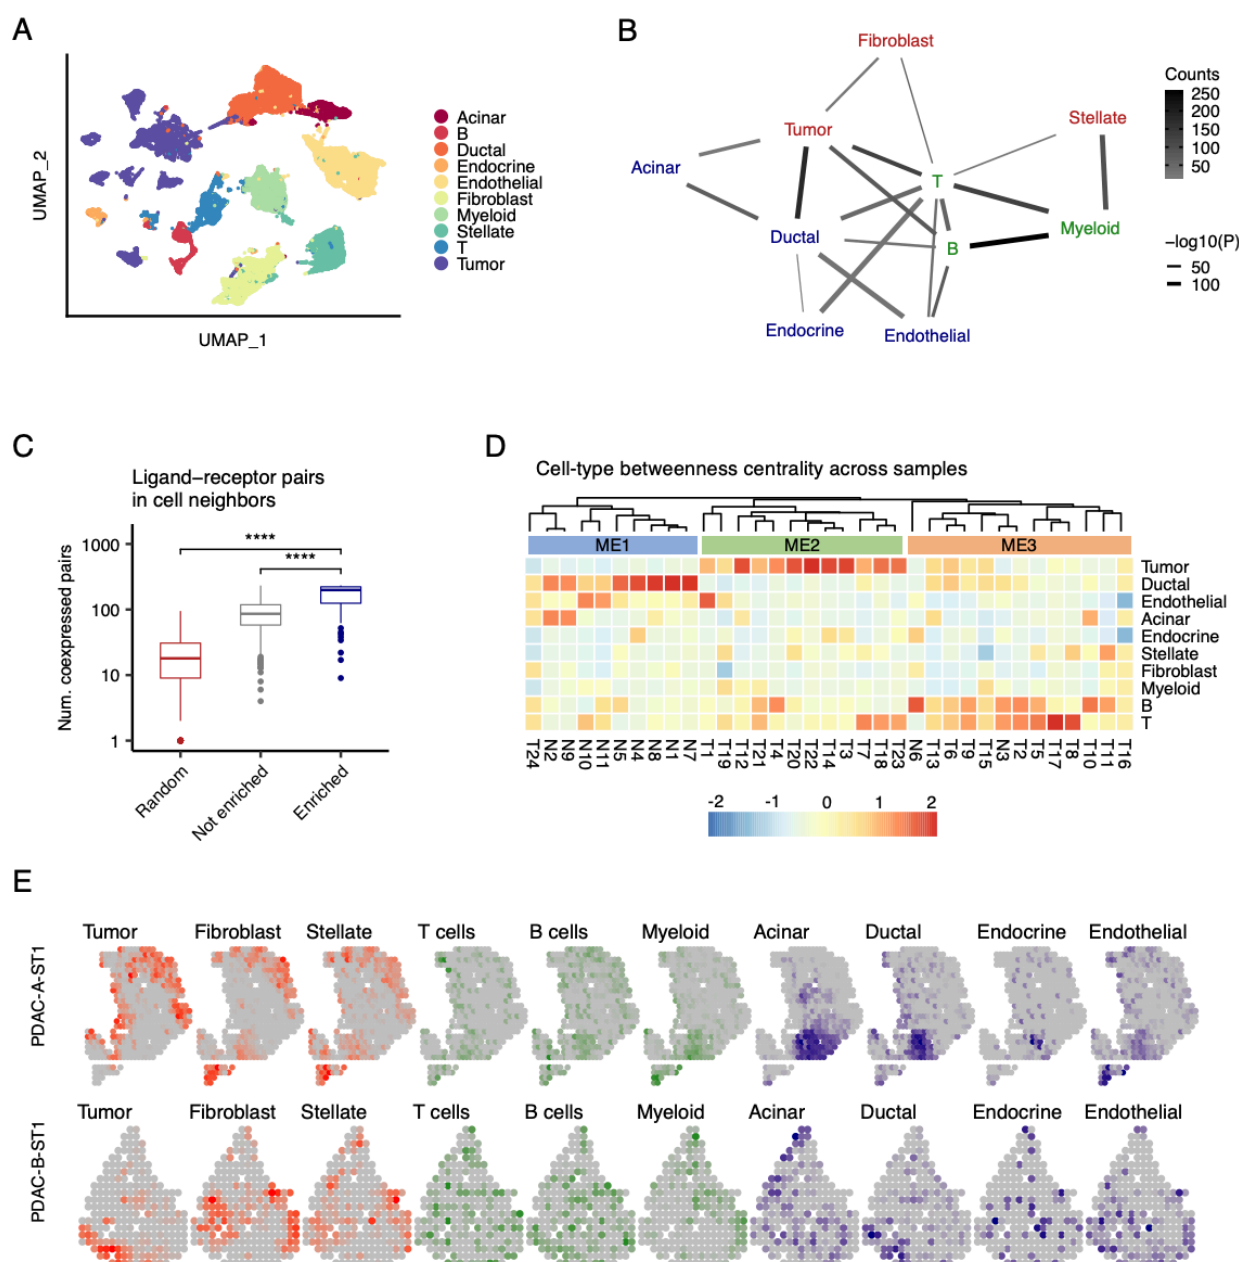 A
UMAP_2
UMAP_1
Acinar
B
Ductal
Endocrine
Endothelial
Fibroblast
Myeloid
Stellate
T
Tumor
B
Fibroblast
Stellate
Tumor
Acinar
T
Myeloid
Ductal
B
Endocrine
Endothelial
Counts
250
200
150
100
50
−log10(P)
50
100
C
Ligand−receptor pairs
in cell neighbors
Num. coexpressed pairs
1000
100
10
1
****
****
Random
Not enriched
Enriched
D
Cell-type betweenness centrality across samples
ME1 ME2 ME3
Tumor
Ductal
Endothelial
Acinar
Endocrine
Stellate
Fibroblast
Myeloid
B
T
T24 N2 N9 N10 N11 N5 N4 N8 N1 N7 T1 T19 T12 T21 T4 T20 T22 T14 T3 T7 T18 T23 N6 T13 T6 T9 T15 N3 T2 T5 T17 T8 T10 T11 T16
-2 -1 0 1 2
E
PDAC-A-ST1
Tumor Fibroblast Stellate T cells B cells Myeloid Acinar Ductal Endocrine Endothelial
PDAC-B-ST1
Tumor Fibroblast Stellate T cells B cells Myeloid Acinar Ductal Endocrine Endothelial